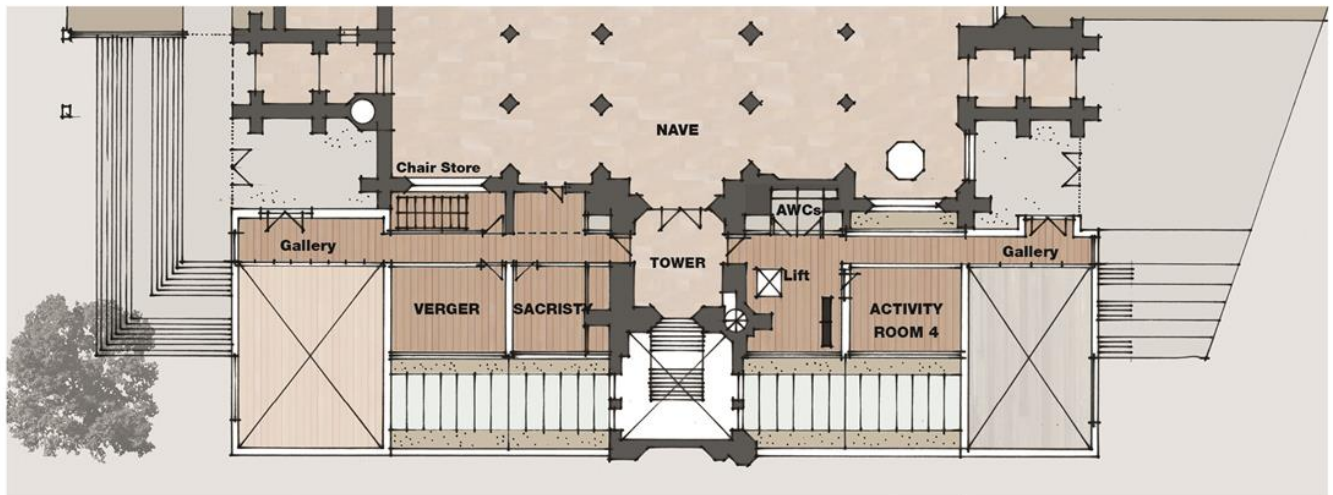 NAVE
Chair Store
AWCs
Gallery
TOWER
Lift
Gallery
VERGER
SACRISTY
ACTIVITY
ROOM 4